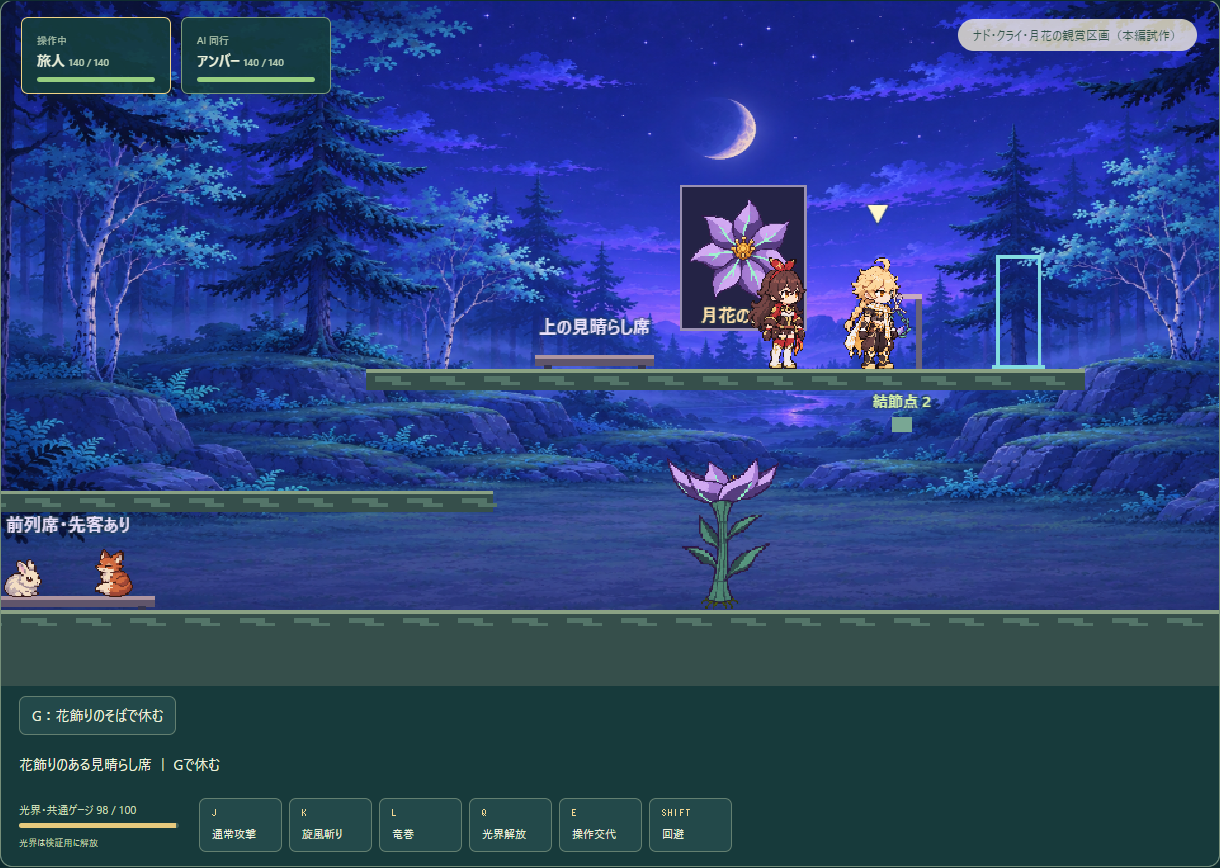 操作中
旅人 140 / 140
AI 同行
アンバー 140 / 140
ナド・クライ・月花の観賞区画（本編試作）
上の見晴らし席
月花の
結節点 2
前列席・先客あり
G：花飾りのそばで休む
花飾りのある見晴らし席 ｜ Gで休む
光界・共通ゲージ 98 / 100
光界は検証用に解放
J
通常攻撃
K
旋風斬り
L
竜巻
Q
光界解放
E
操作交代
SHIFT
回避